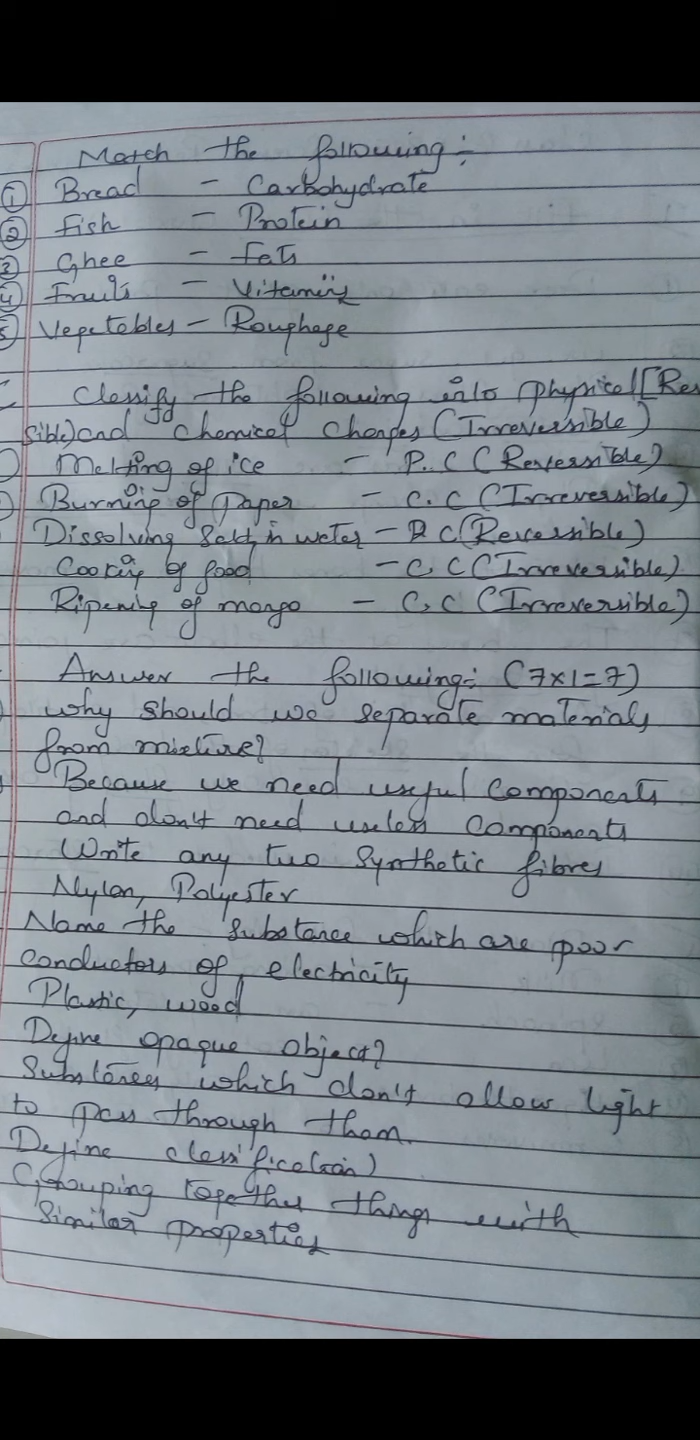 Match the following :-
① Bread - Carbohydrate
② Fish - Protein
3 Ghee - Fats
4 Fruits - Vitamins
5 Vegetables - Roughage
Classify the following into physical [Rever
sible) and chemical changes (Irreversible)
Melting of ice - P.C (Reversible)
Burning of Paper - C.C (Irreversible)
Dissolving Salt in water - P.C (Reversible)
Cooking of food - C.C (Irreversible)
Ripening of mango - C.C (Irreversible)
Answer the following :- (7x1=7)
why should we separate materials
from mixture?
Because we need useful components
and don't need useless components
Write any two Synthetic fibres
Nylon, Polyester
Name the substance which are poor
conductors of electricity
Plastic, wood
Define opaque object?
Substances which don't allow light
to pass through them.
Define classification)
Grouping together things with
similar properties